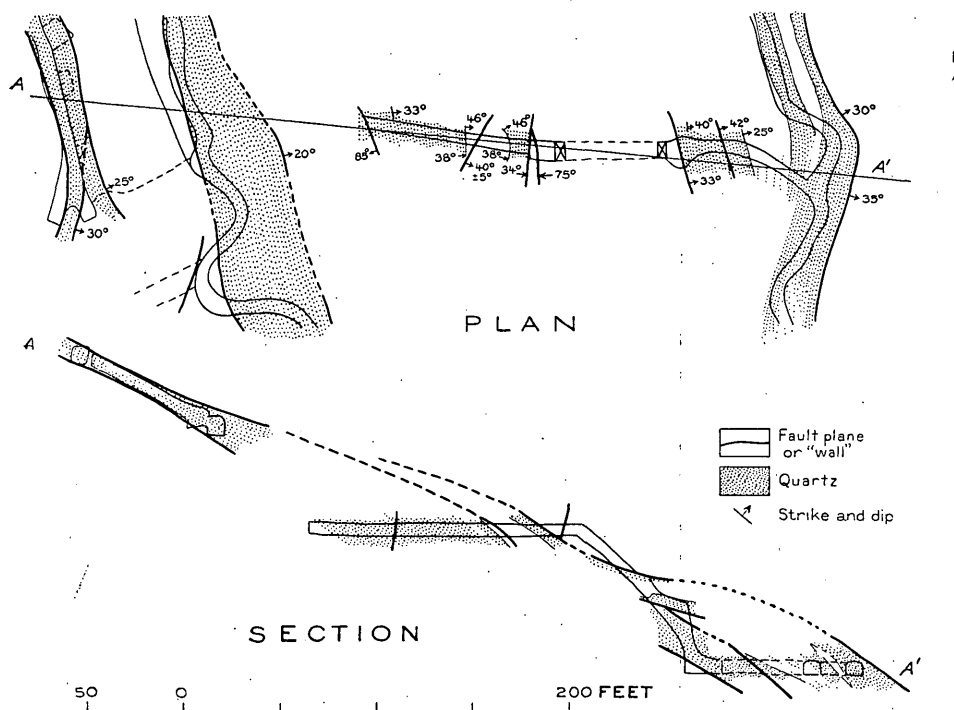 A
33°
46°
46°
40°
42°
25°
30°
85°
38°
40°
±5°
38°
34°
75°
33°
A'
35°
20°
25°
30°
PLAN
A
Fault plane
or "wall"
Quartz
Strike and dip
SECTION
A'
50 0 200 FEET